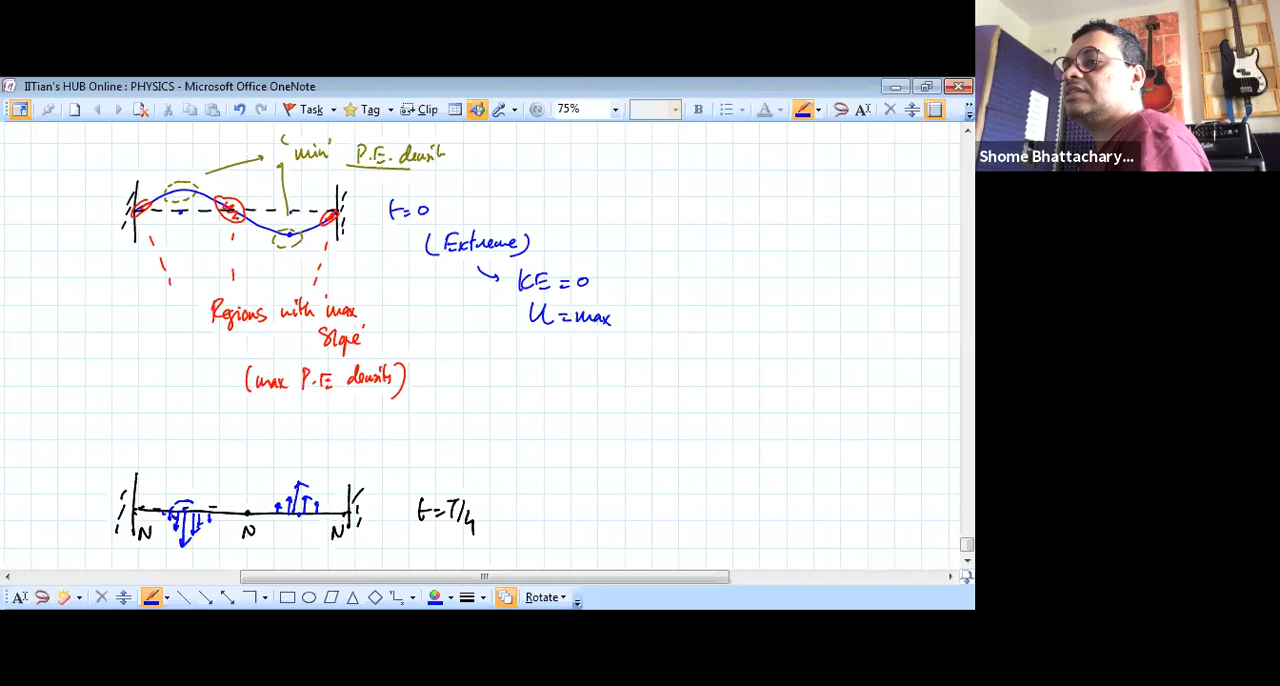 IITian's HUB Online : PHYSICS - Microsoft Office OneNote
Task
Tag
Clip
75%
B
A
Shome Bhattachary...
min P.E. densit
t=0
(Extreme)
KE=0
U=max
Regions with 'max
Slope'
(max P.E density)
N N N
t=T/4
Rotate